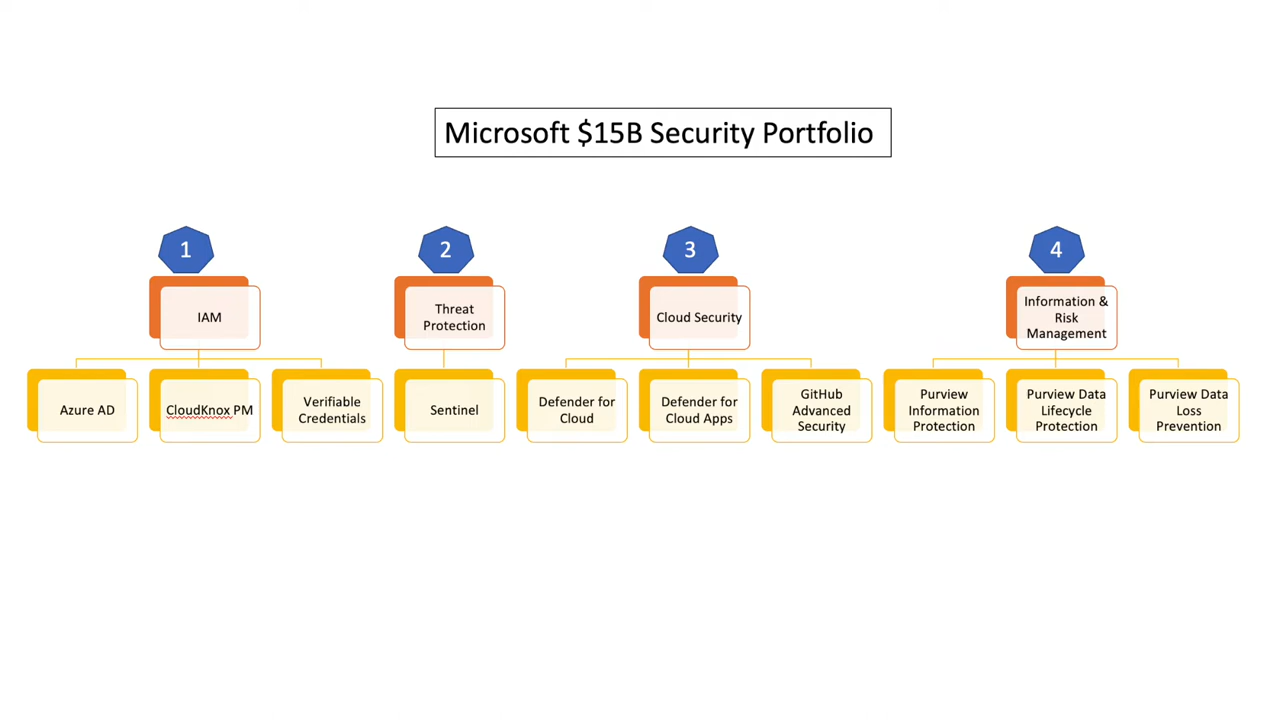 Microsoft $15B Security Portfolio
1
2
3
4
IAM
Threat
Protection
Cloud Security
Information &
Risk
Management
Azure AD
CloudKnox PM
Verifiable
Credentials
Sentinel
Defender for
Cloud
Defender for
Cloud Apps
GitHub
Advanced
Security
Purview
Information
Protection
Purview Data
Lifecycle
Protection
Purview Data
Loss
Prevention